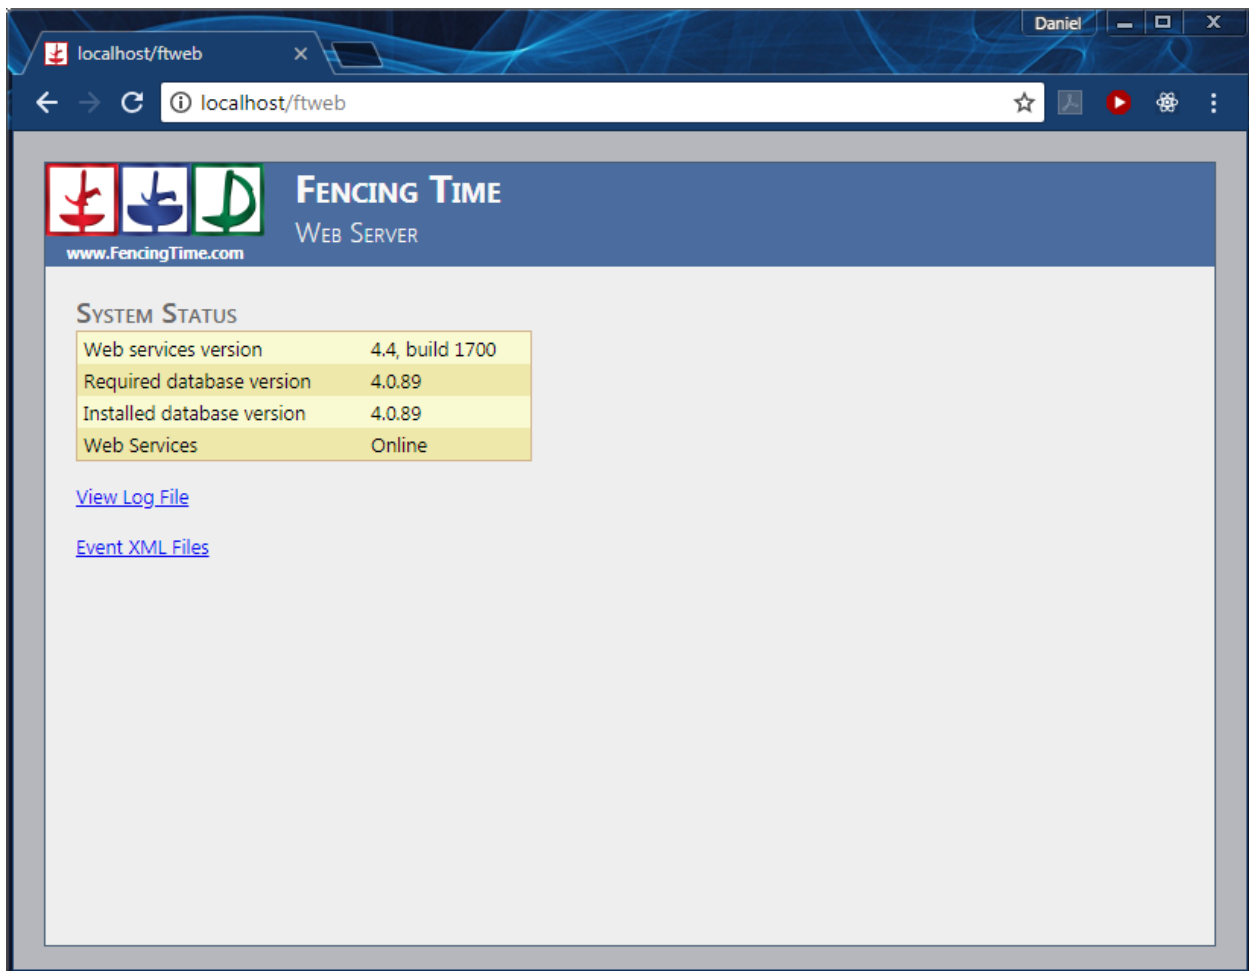 Daniel
localhost/ftweb
localhost/ftweb
FENCING TIME
WEB SERVER
www.FencingTime.com
SYSTEM STATUS
Web services version 4.4, build 1700
Required database version 4.0.89
Installed database version 4.0.89
Web Services Online
View Log File
Event XML Files